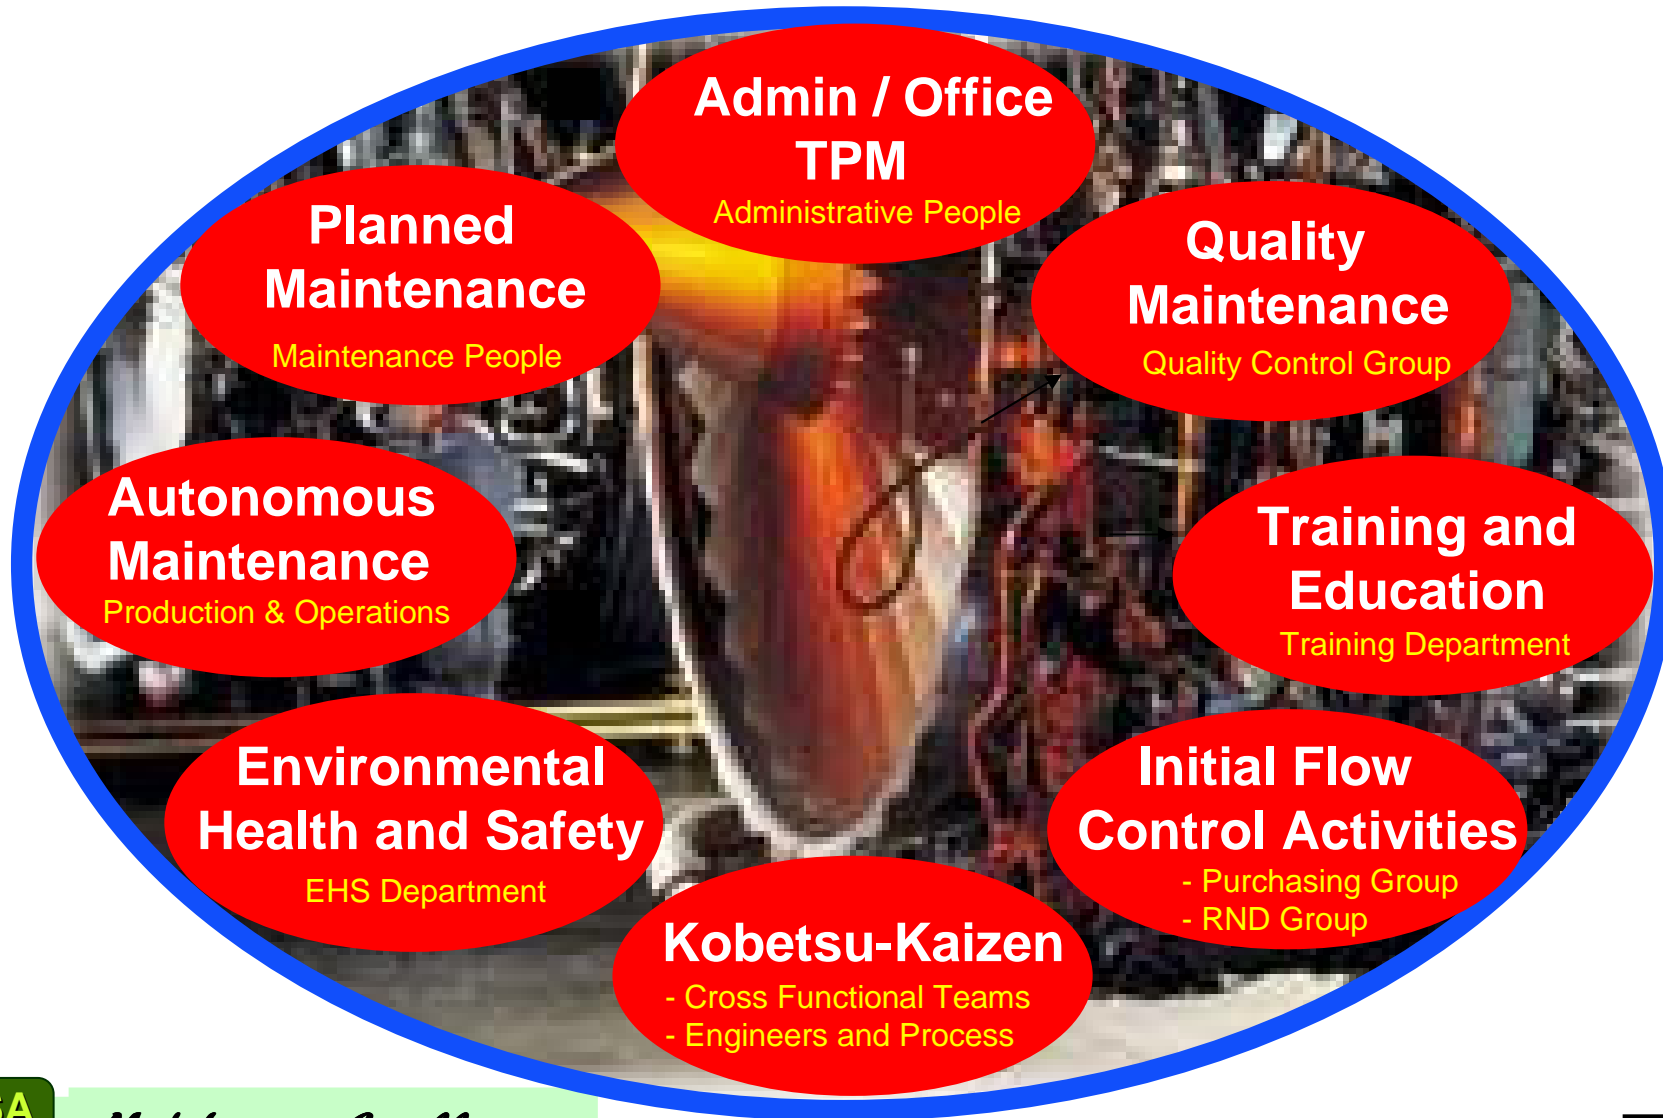 Admin / Office
TPM
Administrative People
Planned
Maintenance
Maintenance People
Quality
Maintenance
Quality Control Group
Autonomous
Maintenance
Production & Operations
Training and
Education
Training Department
Environmental
Health and Safety
EHS Department
Initial Flow
Control Activities
- Purchasing Group
- RND Group
Kobetsu-Kaizen
- Cross Functional Teams
- Engineers and Process